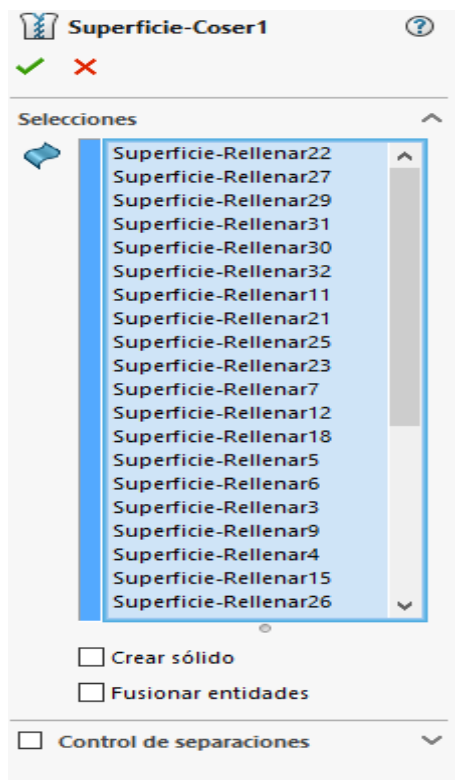 Superficie-Coser1
Selecciones
Superficie-Rellenar22
Superficie-Rellenar27
Superficie-Rellenar29
Superficie-Rellenar31
Superficie-Rellenar30
Superficie-Rellenar32
Superficie-Rellenar11
Superficie-Rellenar21
Superficie-Rellenar25
Superficie-Rellenar23
Superficie-Rellenar7
Superficie-Rellenar12
Superficie-Rellenar18
Superficie-Rellenar5
Superficie-Rellenar6
Superficie-Rellenar3
Superficie-Rellenar9
Superficie-Rellenar4
Superficie-Rellenar15
Superficie-Rellenar26
Crear sólido
Fusionar entidades
Control de separaciones